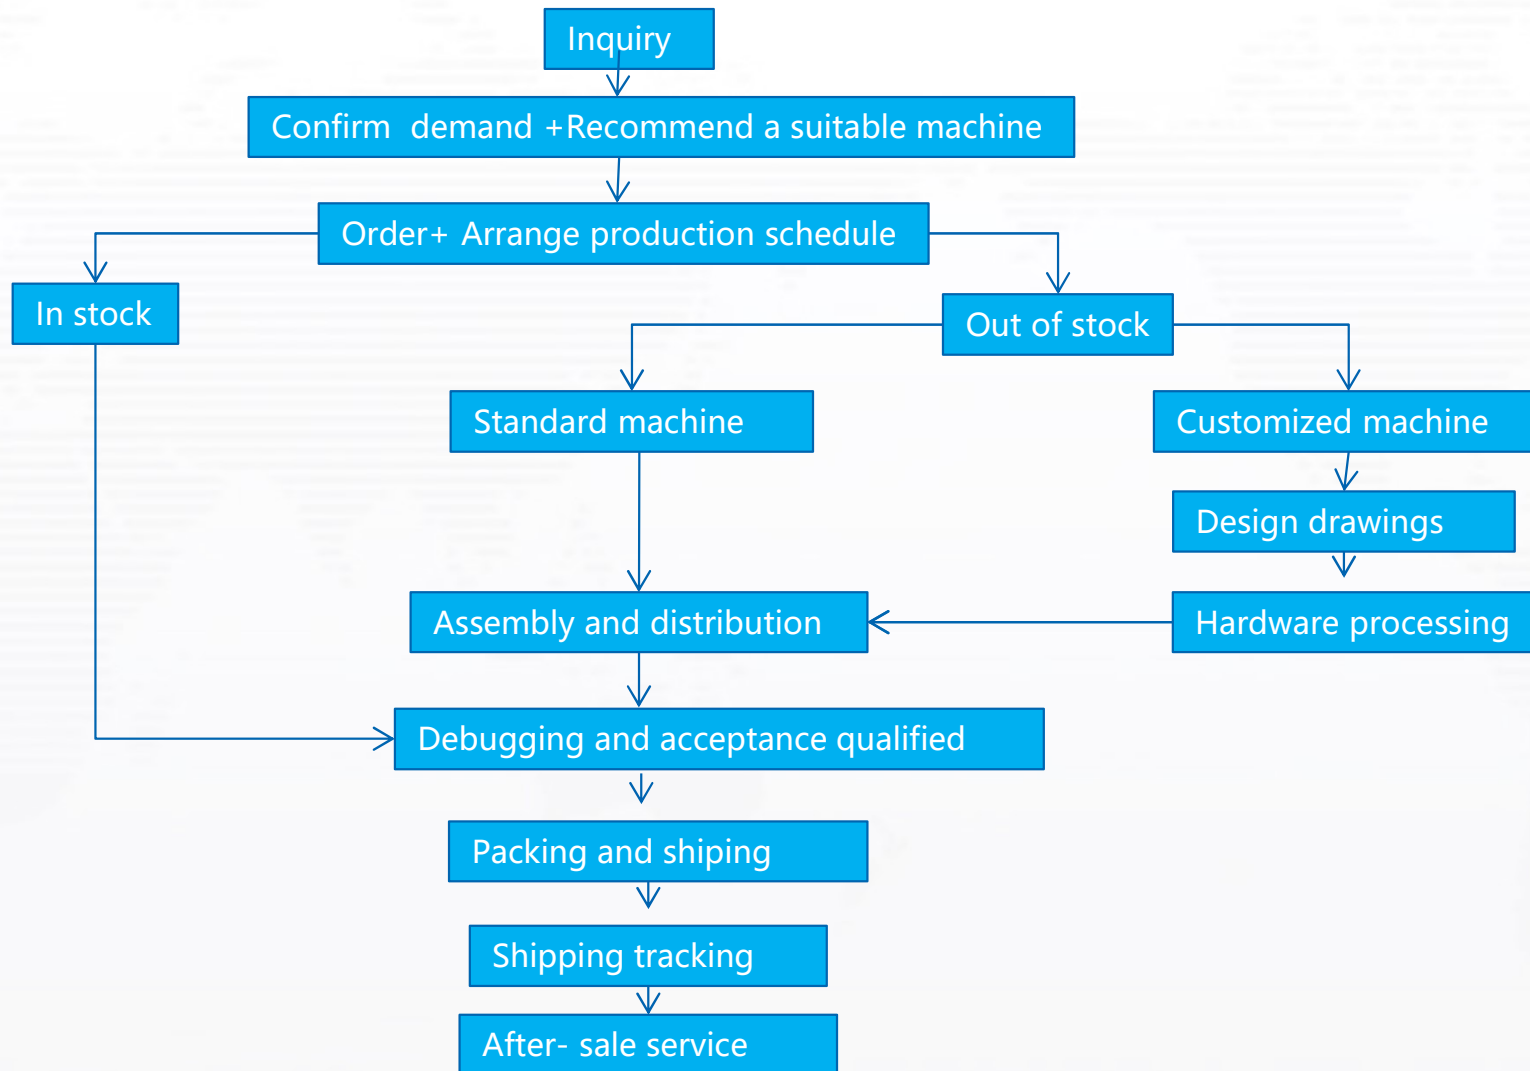 Inquiry
Confirm  demand +Recommend a suitable machine
Order+ Arrange production schedule
In stock
Out of stock
Standard machine
Customized machine
Design drawings
Assembly and distribution
Hardware processing
Debugging and acceptance qualified
Packing and shiping
Shipping tracking
After- sale service